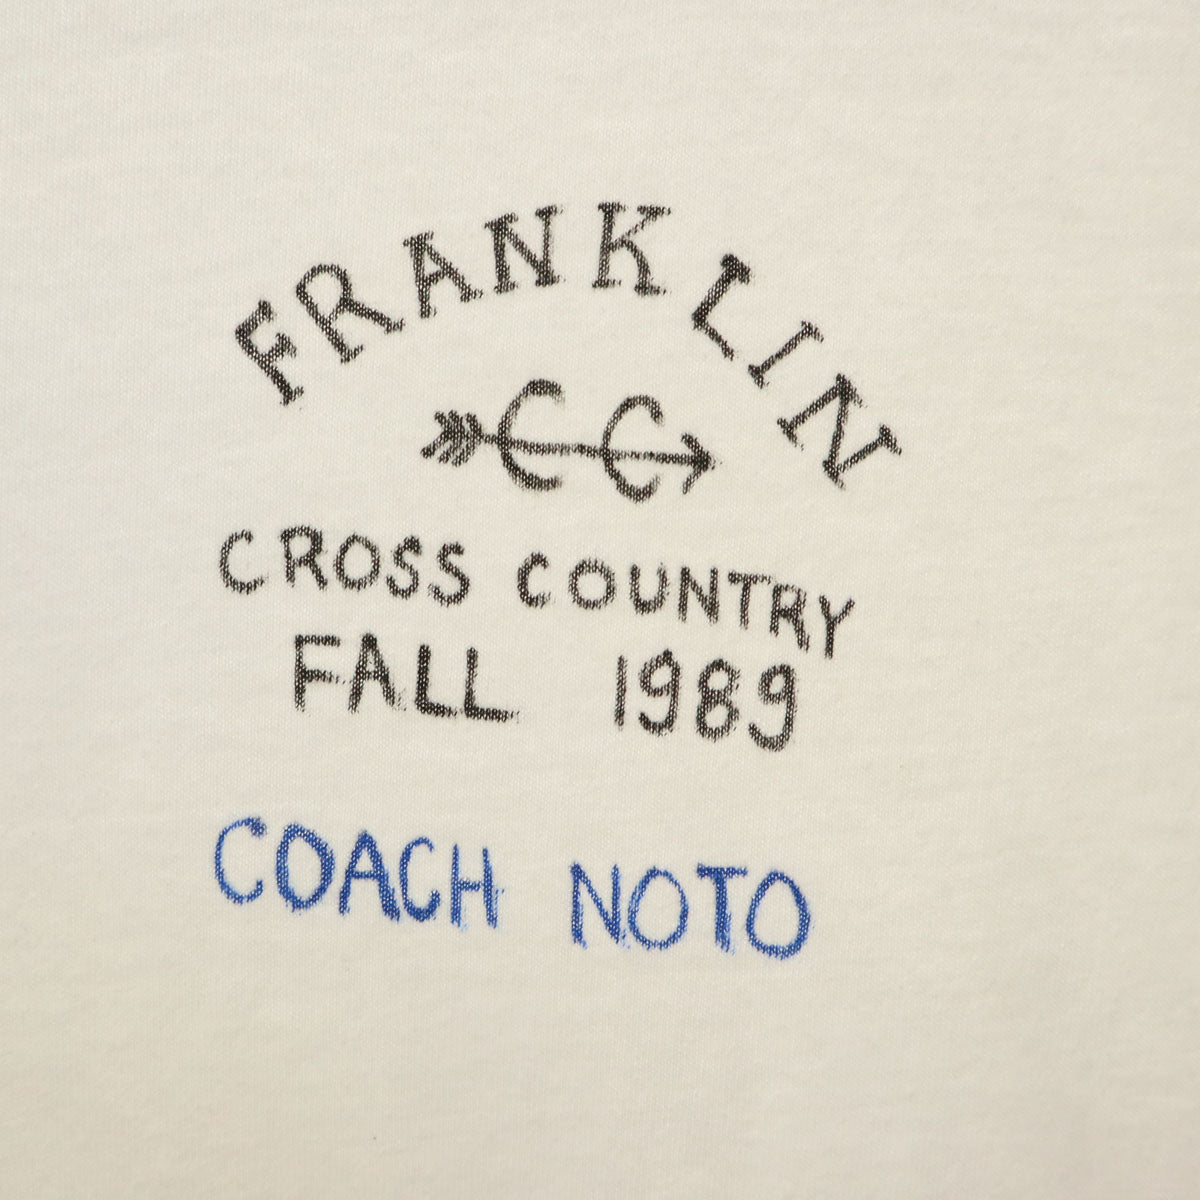 FRANKLIN
CC
CROSS COUNTRY
FALL 1989
COACH NOTO